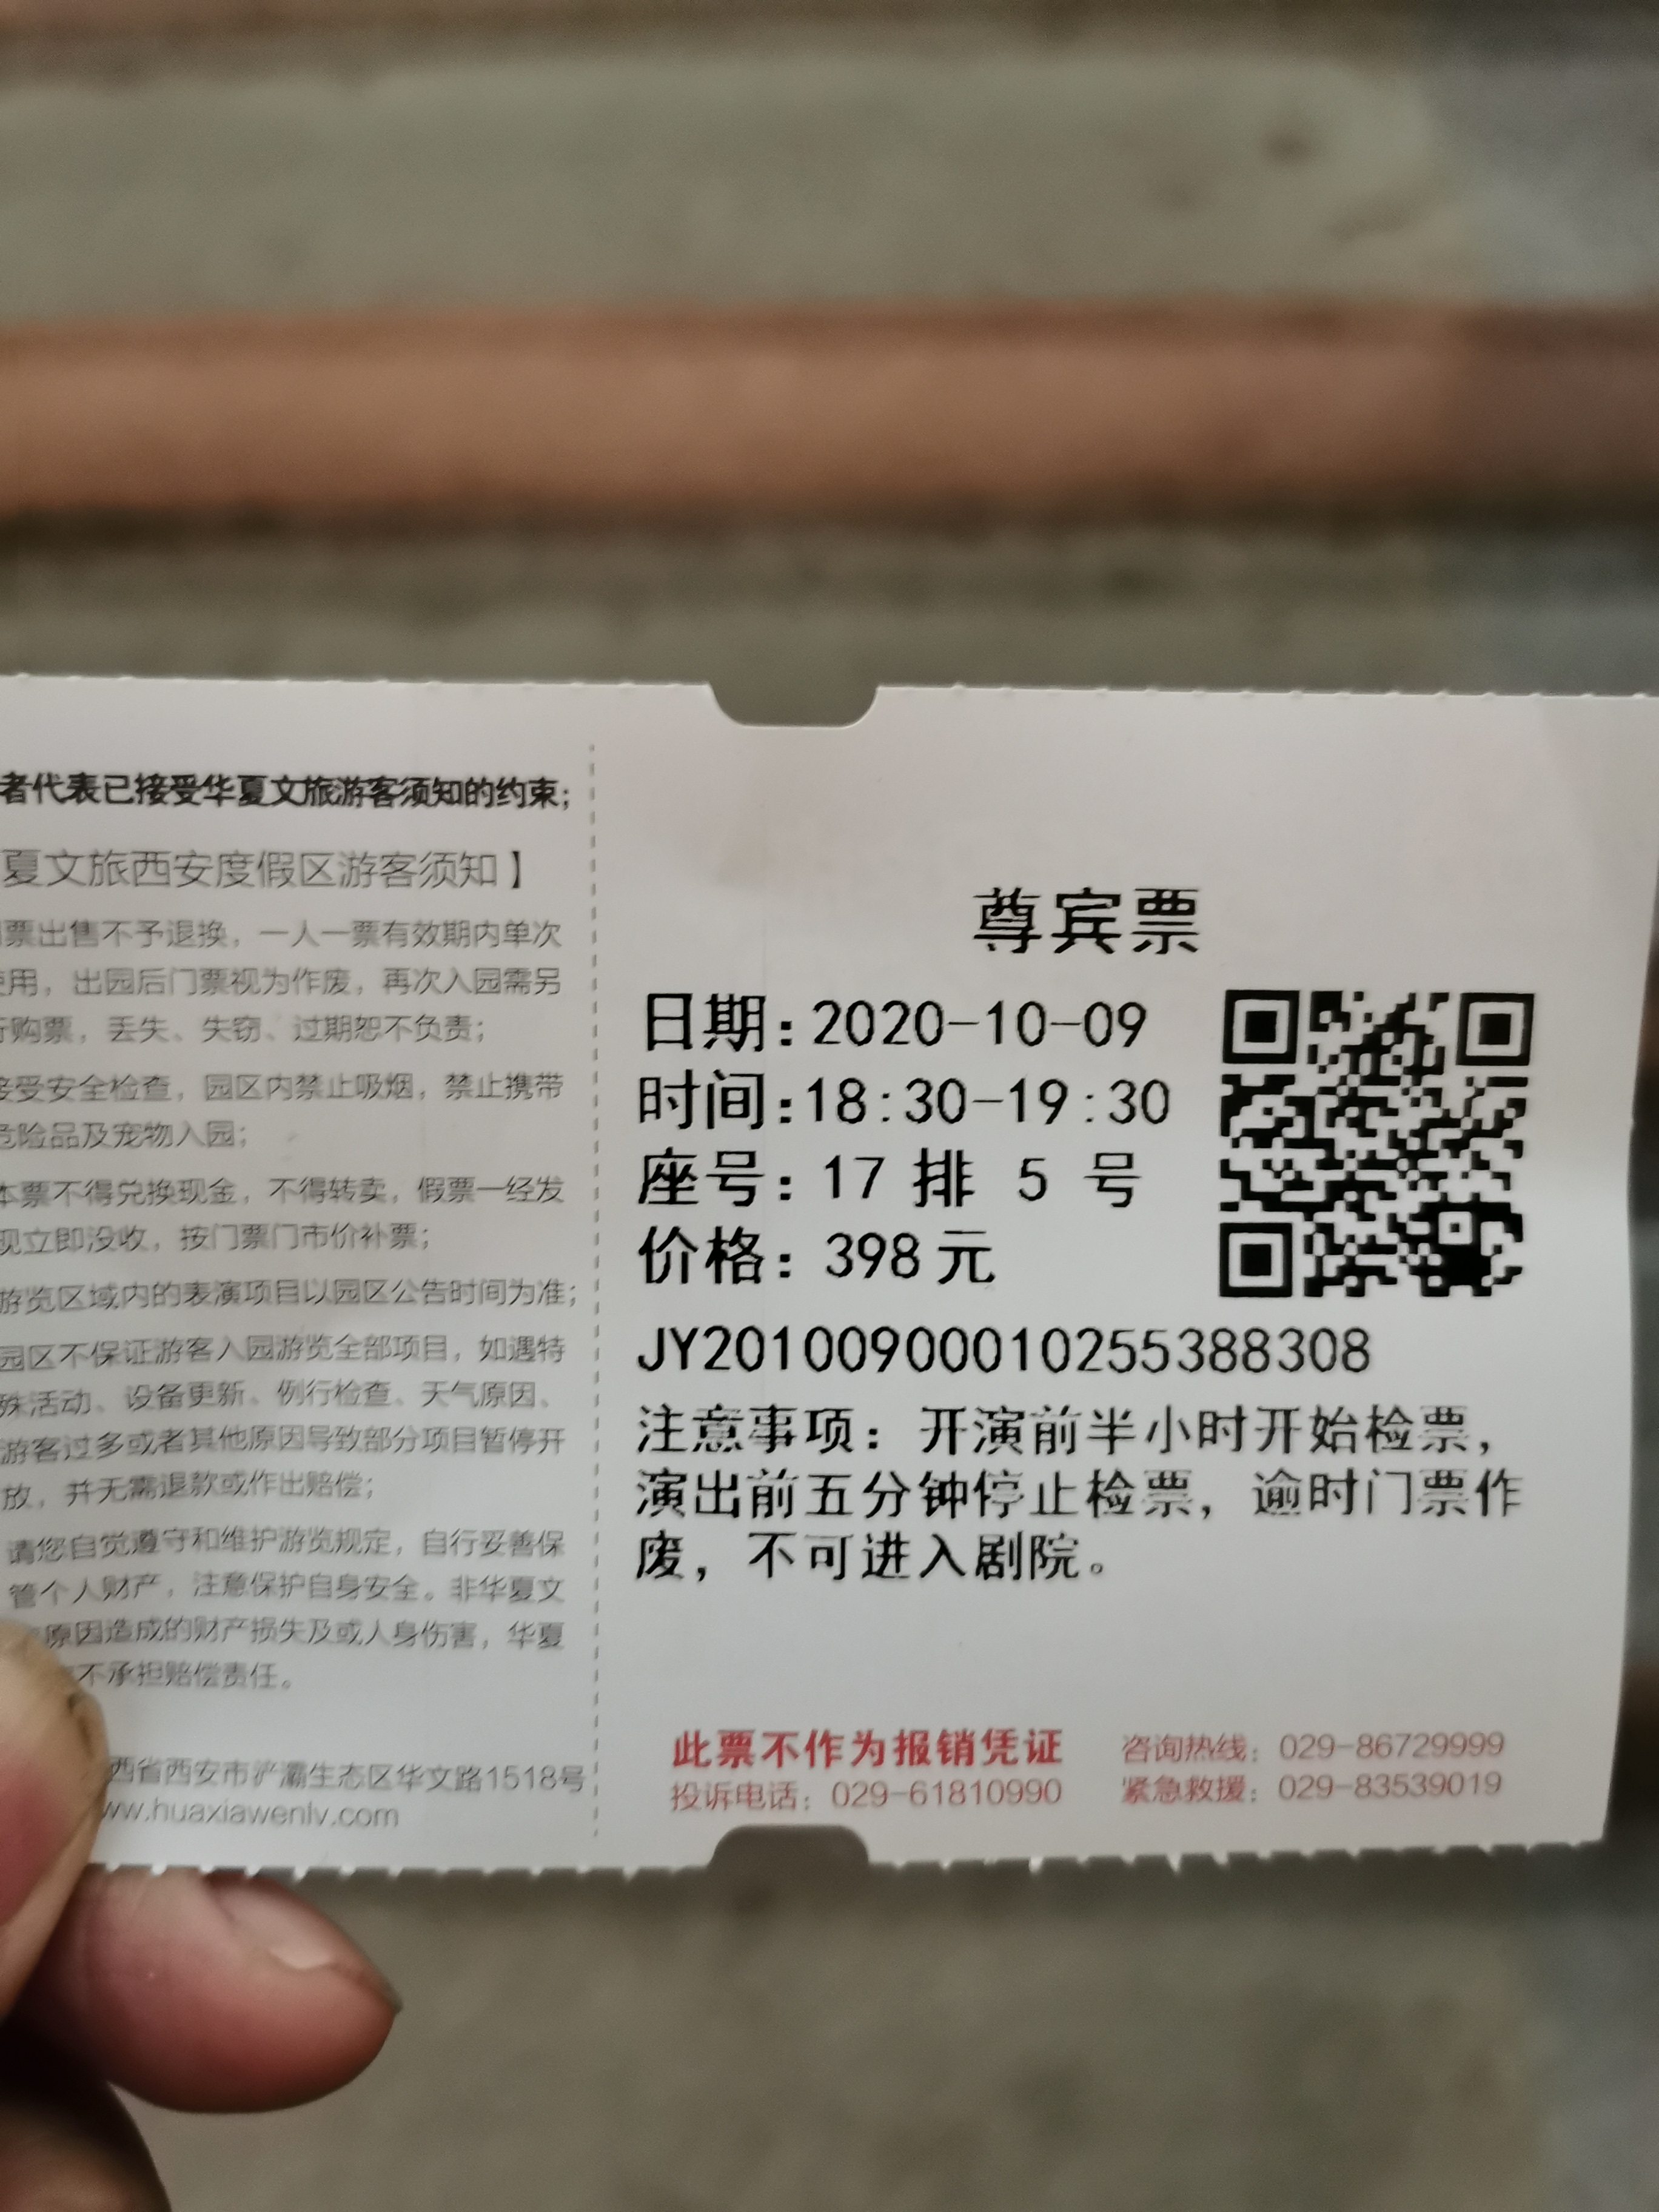 者代表已接受华夏文旅游客须知的约束；
夏文旅西安度假区游客须知】
票出售不予退换，一人一票有效期内单次
使用，出园后门票视为作废，再次入园需另
行购票，丢失、失窃、过期恕不负责；
接受安全检查，园区内禁止吸烟，禁止携带
危险品及宠物入园；
本票不得兑换现金，不得转卖，假票一经发
现立即没收，按门票门市价补票；
游览区域内的表演项目以园区公告时间为准；
园区不保证游客入园游览全部项目，如遇特
殊活动、设备更新、例行检查、天气原因、
游客过多或者其他原因导致部分项目暂停开
放，并无需退款或作出赔偿；
请您自觉遵守和维护游览规定，自行妥善保
管个人财产，注意保护自身安全。非华夏文
原因造成的财产损失及或人身伤害，华夏
不承担赔偿责任。
西省西安市浐灞生态区华文路1518号
ww.huaxiawenlv.com
尊宾票
日期：2020-10-09
时间：18:30-19:30
座号：17 排 5 号
价格：398 元
JY201009000010255388308
注意事项：开演前半小时开始检票，
演出前五分钟停止检票，逾时门票作
废，不可进入剧院。
此票不作为报销凭证 咨询热线：029-86729999
投诉电话：029-61810990 紧急救援：029-83539019